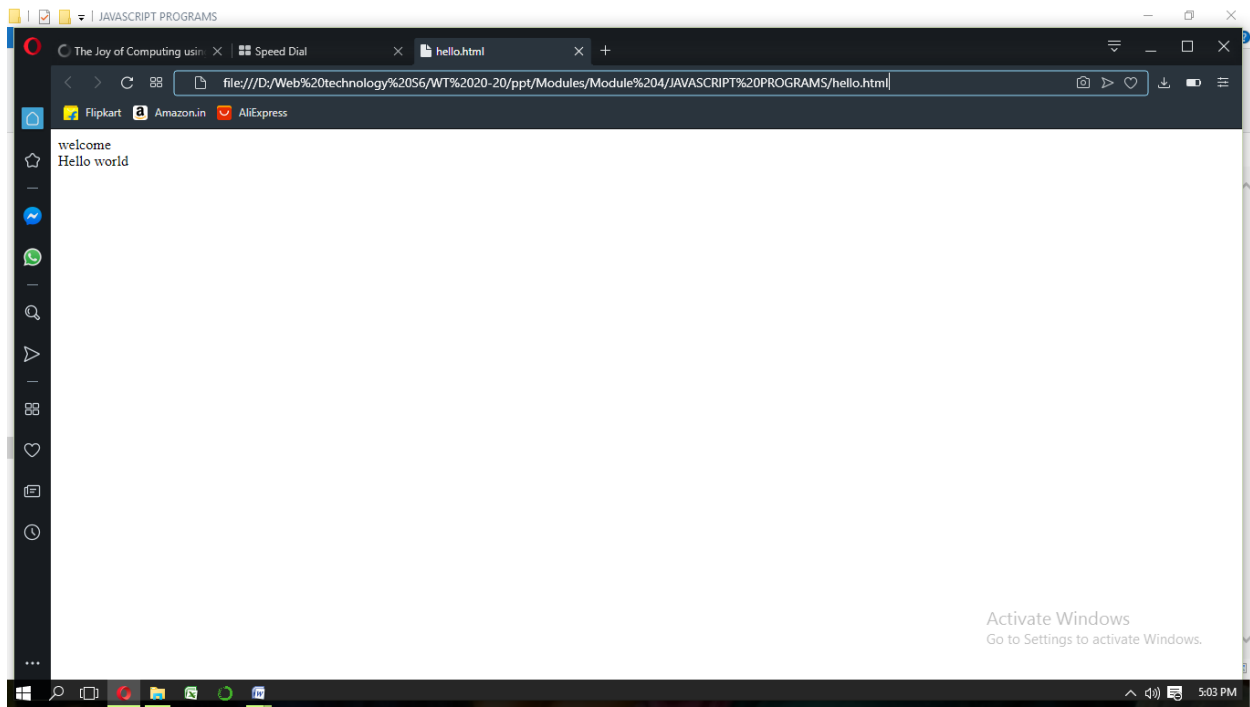 JAVASCRIPT PROGRAMS
The Joy of Computing usin
Speed Dial
hello.html
file:///D:/Web%20technology%20S6/WT%2020-20/ppt/Modules/Module%204/JAVASCRIPT%20PROGRAMS/hello.html
Flipkart
a Amazon.in
AliExpress
welcome
Hello world
Activate Windows
Go to Settings to activate Windows.
5:03 PM